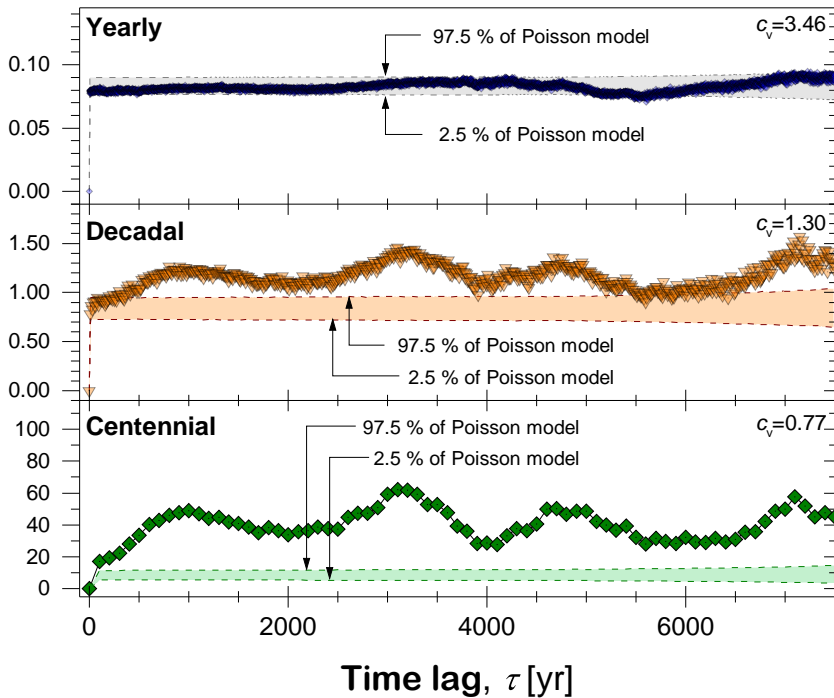 Yearly
c_v=3.46
97.5 % of Poisson model
2.5 % of Poisson model
0.10
0.05
0.00
Decadal
c_v=1.30
97.5 % of Poisson model
2.5 % of Poisson model
1.50
1.00
0.50
0.00
Centennial
c_v=0.77
97.5 % of Poisson model
2.5 % of Poisson model
100
80
60
40
20
0
0 2000 4000 6000
Time lag, τ [yr]